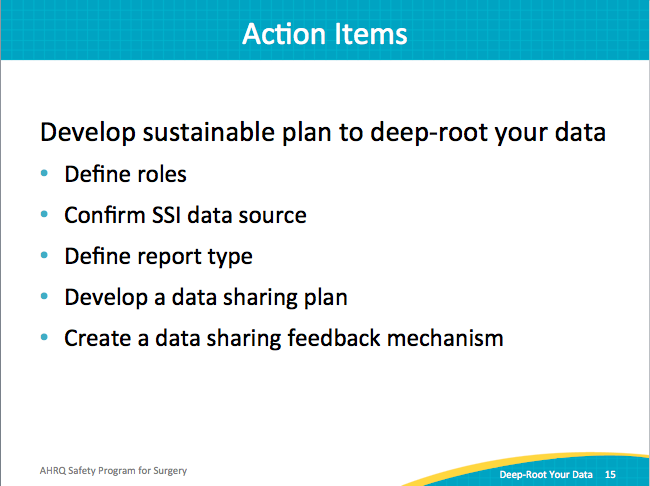 Action Items
Develop sustainable plan to deep-root your data
• Define roles
• Confirm SSI data source
• Define report type
• Develop a data sharing plan
• Create a data sharing feedback mechanism
AHRQ Safety Program for Surgery
Deep-Root Your Data 15